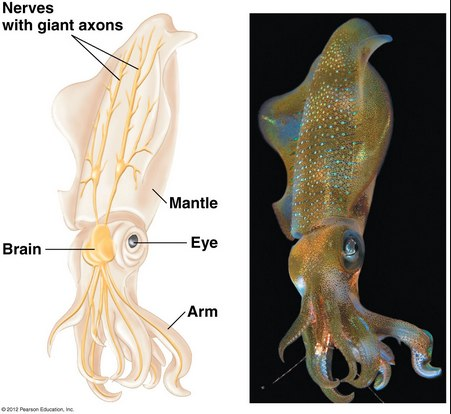 Nerves
with giant axons
Mantle
Brain
Eye
Arm
© 2012 Pearson Education, Inc.